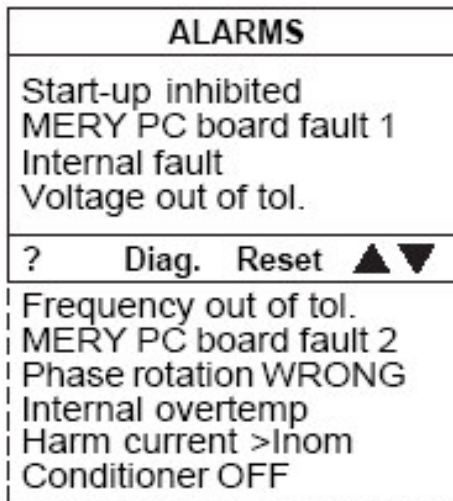 ALARMS
Start-up inhibited
MERY PC board fault 1
Internal fault
Voltage out of tol.
? Diag. Reset ▲▼
Frequency out of tol.
MERY PC board fault 2
Phase rotation WRONG
Internal overtemp
Harm current >Inom
Conditioner OFF